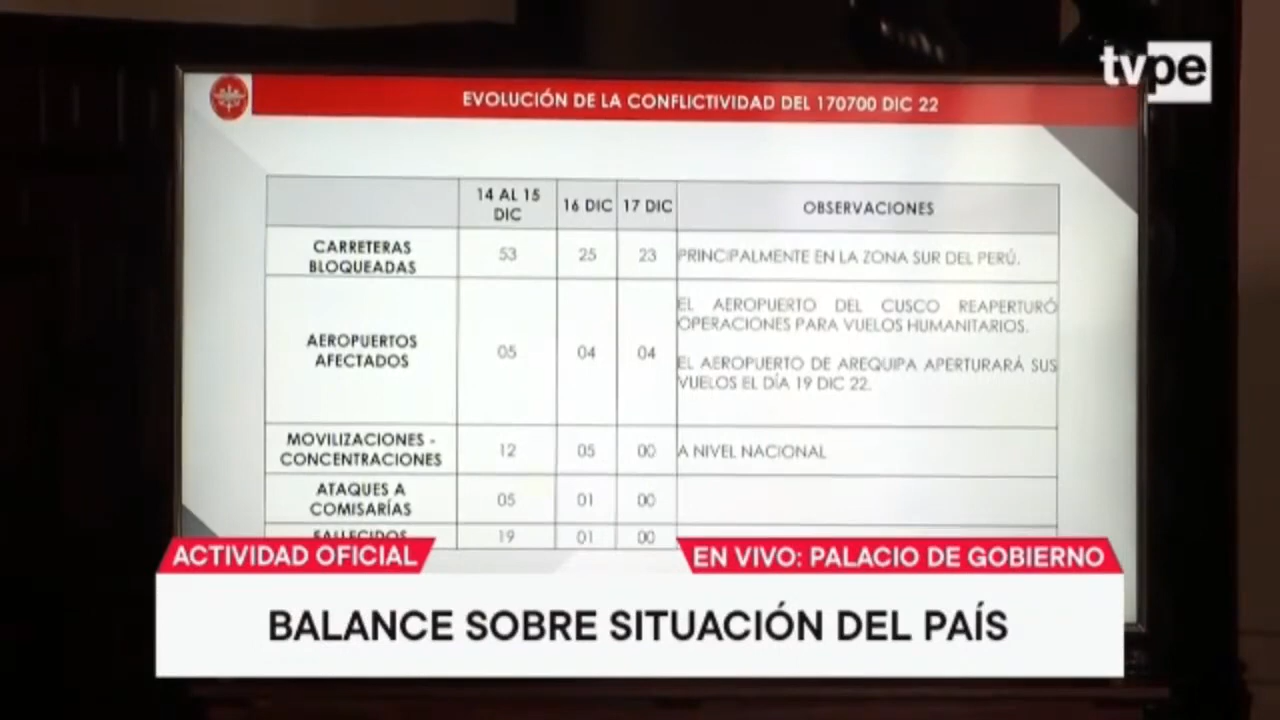 tvpe
EVOLUCIÓN DE LA CONFLICTIVIDAD DEL 170700 DIC 22
14 AL 15
DIC
16 DIC
17 DIC
OBSERVACIONES
CARRETERAS
BLOQUEADAS
53
25
23
PRINCIPALMENTE EN LA ZONA SUR DEL PERÚ.
AEROPUERTOS
AFECTADOS
05
04
04
EL AEROPUERTO DEL CUSCO REAPERTURÓ
OPERACIONES PARA VUELOS HUMANITARIOS.
EL AEROPUERTO DE AREQUIPA APERTURARÁ SUS
VUELOS EL DÍA 19 DIC 22.
MOVILIZACIONES -
CONCENTRACIONES
12
05
00
A NIVEL NACIONAL
ATAQUES A
COMISARÍAS
05
01
00
FALLECIDOS
19
01
00
ACTIVIDAD OFICIAL
EN VIVO: PALACIO DE GOBIERNO
BALANCE SOBRE SITUACIÓN DEL PAÍS